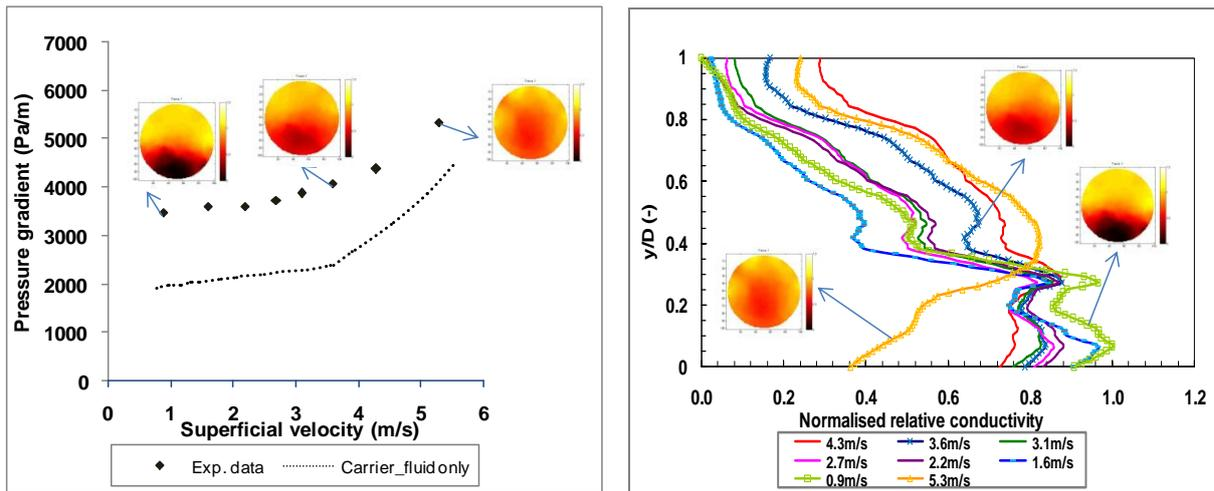 7000
6000
5000
4000
3000
2000
1000
0
Pressure gradient (Pa/m)
0 1 2 3 4 5 6
Superficial velocity (m/s)
Exp. data Carrier_fluid only
1
0.8
0.6
0.4
0.2
0
y/D (-)
0.0 0.2 0.4 0.6 0.8 1.0 1.2
Normalised relative conductivity
4.3m/s 3.6m/s 3.1m/s
2.7m/s 2.2m/s 1.6m/s
0.9m/s 5.3m/s